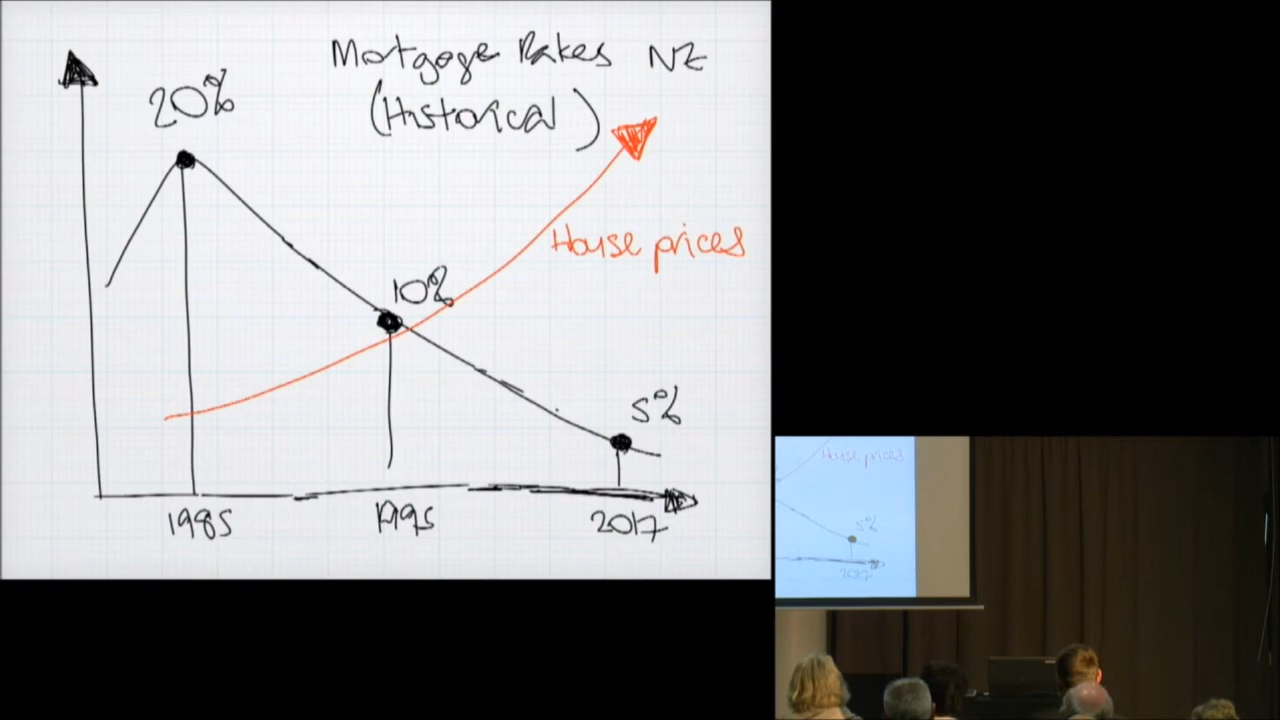 Mortgage Rates NZ
(Historical)
20%
House prices
10%
5%
1985
1995
2017
House prices
5%
2017